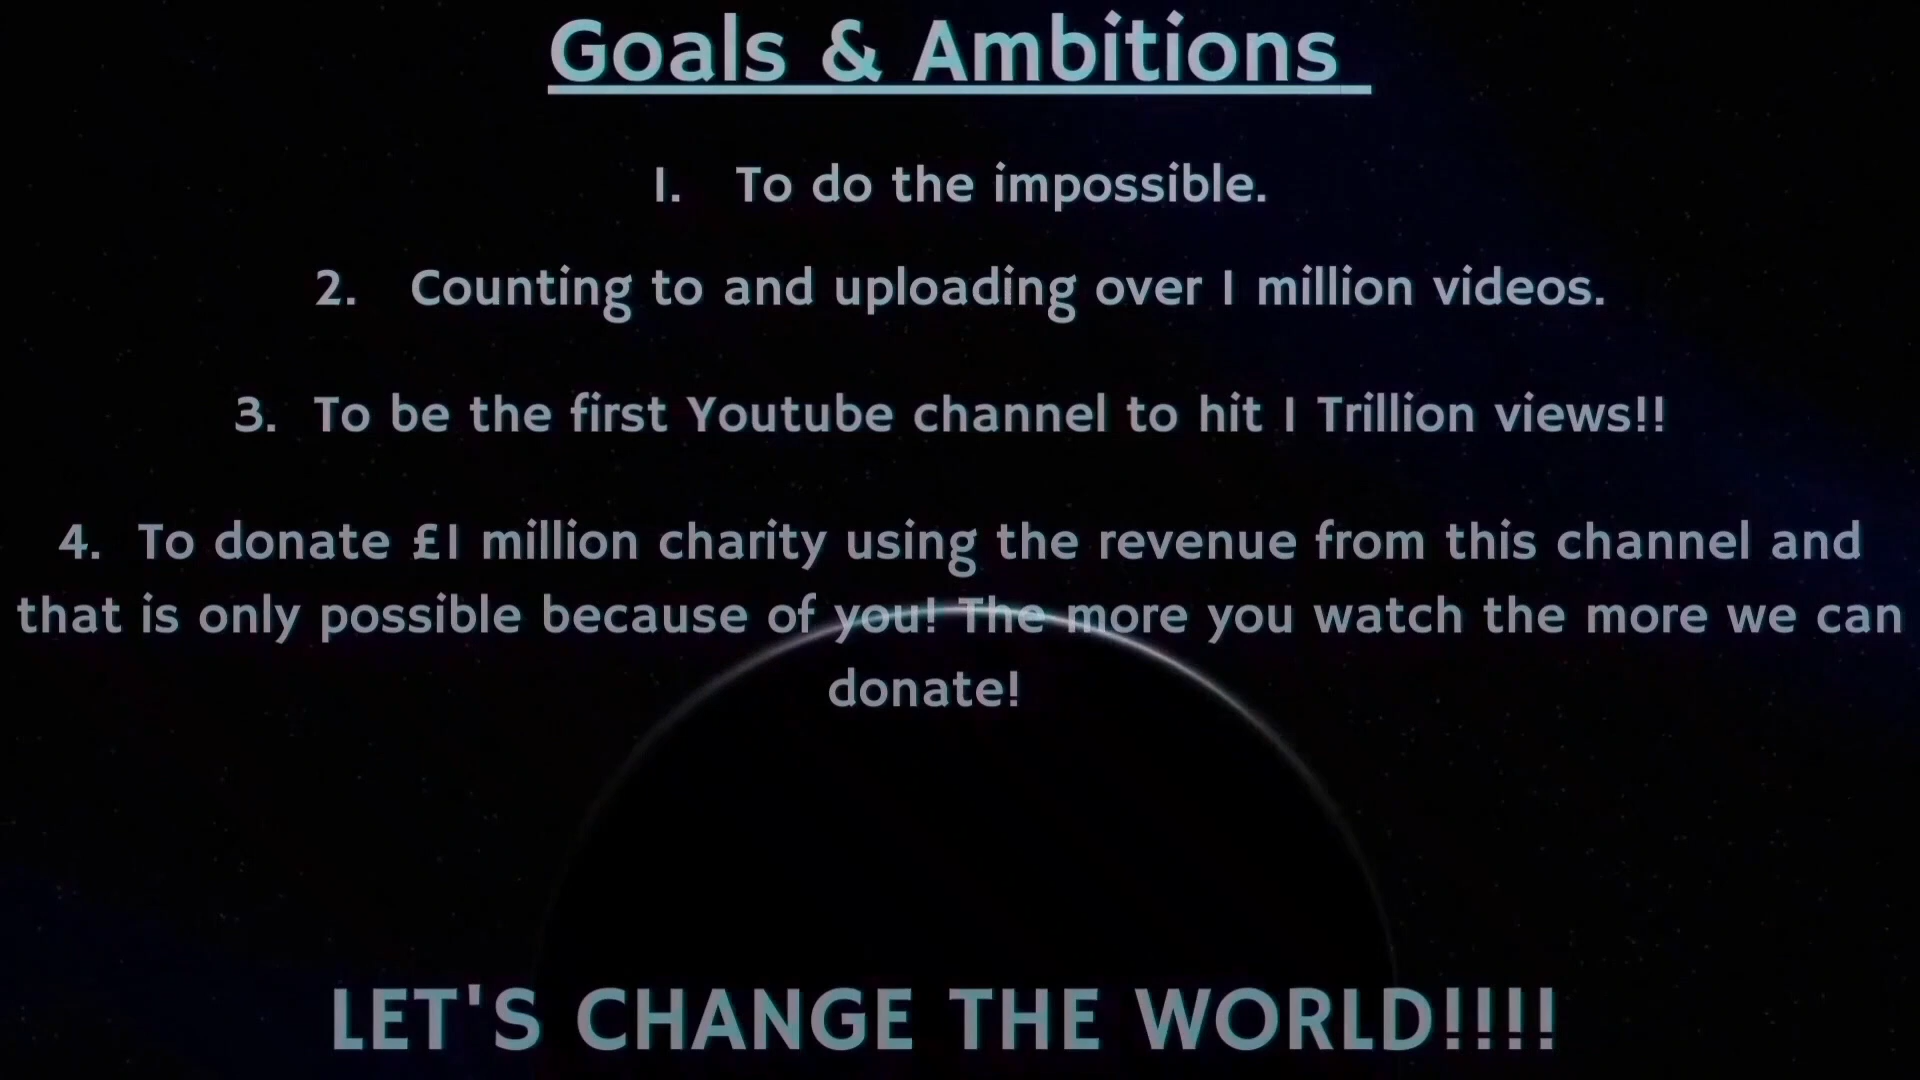 Goals & Ambitions
1. To do the impossible.
2. Counting to and uploading over 1 million videos.
3. To be the first Youtube channel to hit 1 Trillion views!!
4. To donate £1 million charity using the revenue from this channel and
that is only possible because of you! The more you watch the more we can
donate!
LET'S CHANGE THE WORLD!!!!